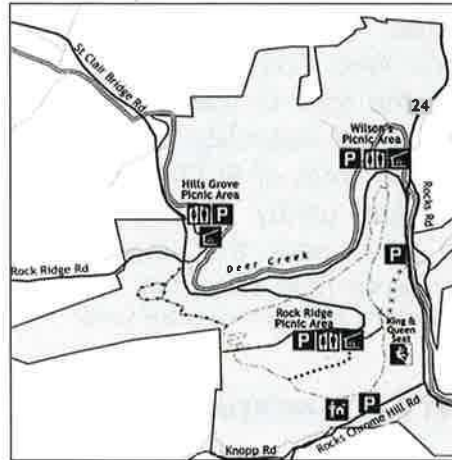 St Clair Bridge Rd
24
Wilson's
Picnic Area
P
Hills Grove
Picnic Area
P
Rocks Rd
Deer Creek
Rock Ridge Rd
P
Rock Ridge
Picnic Area
P
King &
Queen
Seat
P
Rocks Chrome Hill Rd
Knopp Rd